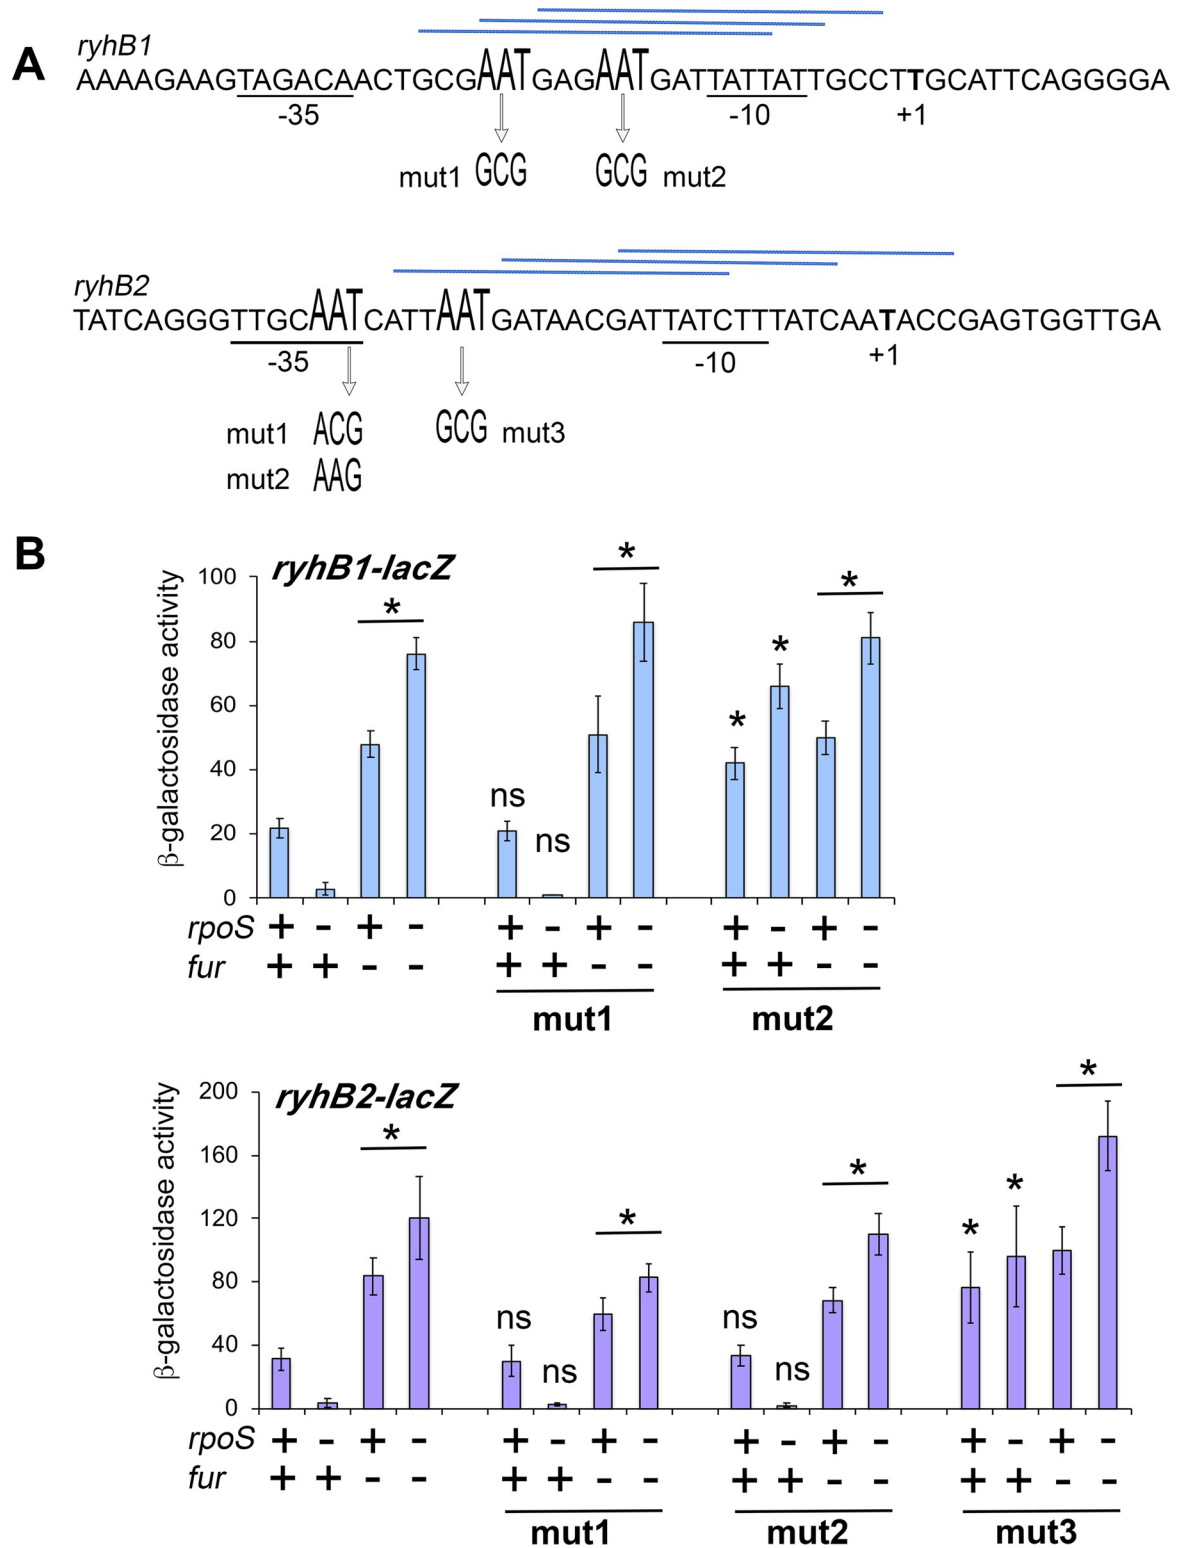 A
ryhB1
AAAAGAAGTAGACAACTGCGAATGAGAATGATTATTATTGCCTTGCATTCAGGGGA
-35 -10 +1
mut1 GCG GCG mut2
ryhB2
TATCAGGGTTGCAATCATTAATGATAACGATTATCTTTATCAATACCGAGTGGTTGA
-35 -10 +1
mut1 ACG GCG mut3
mut2 AAG
B
ryhB1-lacZ
β-galactosidase activity
100
80
60
40
20
0
* * *
* *
ns ns
rpoS + - + - + - + - + - + -
fur + + - - + + - - + + - -
mut1 mut2
ryhB2-lacZ
β-galactosidase activity
200
160
120
80
40
0
* * * *
* *
ns ns ns ns
rpoS + - + - + - + - + - + - + - + -
fur + + - - + + - - + + - - + + - -
mut1 mut2 mut3